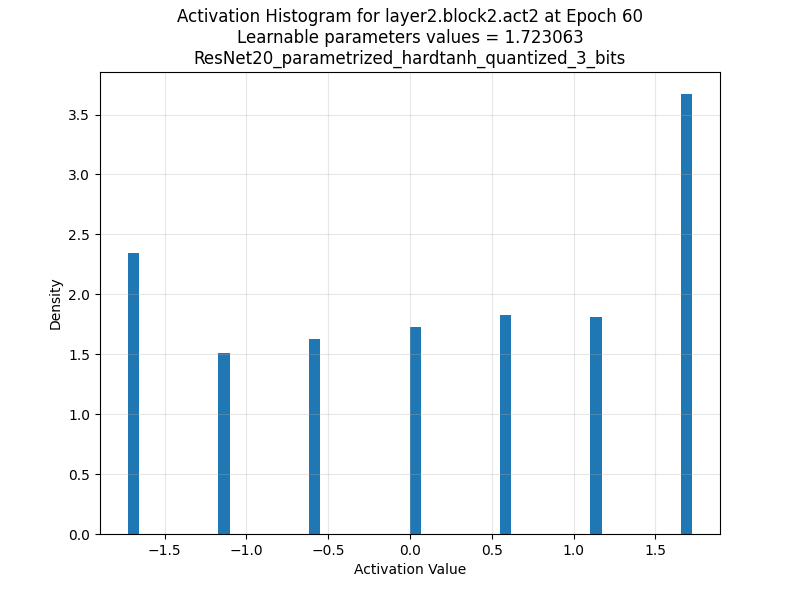 Activation Histogram for layer2.block2.act2 at Epoch 60
Learnable parameters values = 1.723063
ResNet20_parametrized_hardtanh_quantized_3_bits
3.5
3.0
2.5
2.0
1.5
1.0
0.5
0.0
Density
−1.5 −1.0 −0.5 0.0 0.5 1.0 1.5
Activation Value